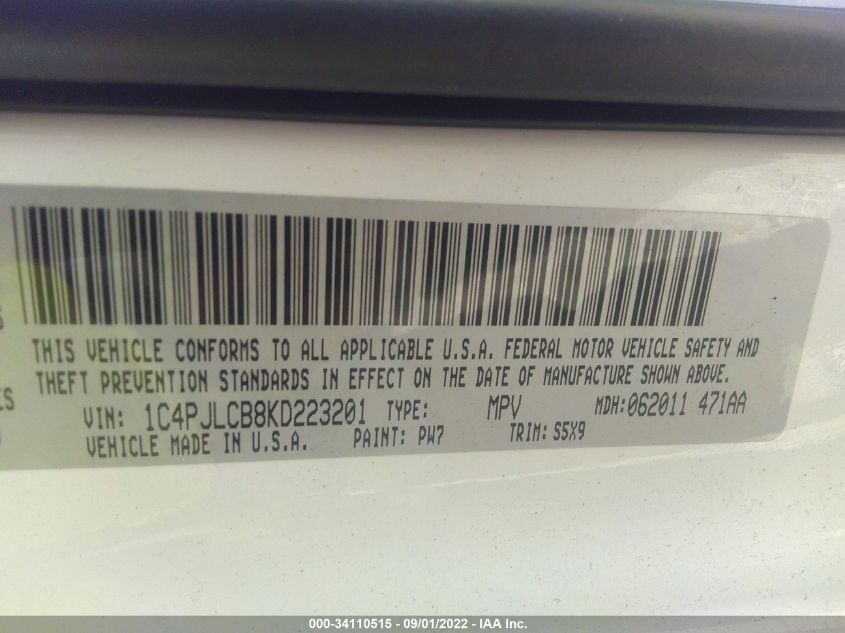 THIS VEHICLE CONFORMS TO ALL APPLICABLE U.S.A. FEDERAL MOTOR VEHICLE SAFETY AND
THEFT PREVENTION STANDARDS IN EFFECT ON THE DATE OF MANUFACTURE SHOWN ABOVE.
VIN: 1C4PJLCB8KD223201 TYPE: MPV MDH:062011 471AA
VEHICLE MADE IN U.S.A. PAINT: PW7 TRIM: S5X9
000-34110515 - 09/01/2022 - IAA Inc.